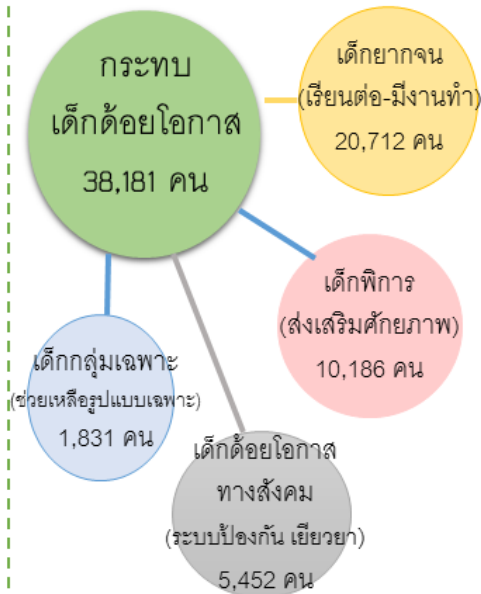 กระทบ
เด็กด้อยโอกาส
38,181 คน
เด็กยากจน
(เรียนต่อ-มีงานทำ)
20,712 คน
เด็กพิการ
(ส่งเสริมศักยภาพ)
10,186 คน
เด็กกลุ่มเฉพาะ
(ช่วยเหลือรูปแบบเฉพาะ)
1,831 คน
เด็กด้อยโอกาส
ทางสังคม
(ระบบป้องกัน เยียวยา)
5,452 คน